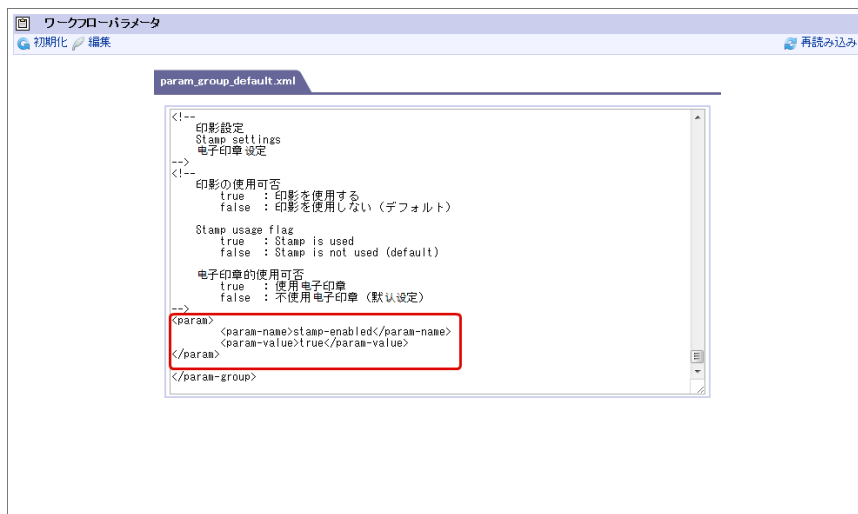 ワークフローパラメータ
初期化 編集 再読み込み
param_group_default.xml
<!--
印影設定
Stamp settings
电子印章设定
-->
<!--
印影の使用可否
true : 印影を使用する
false : 印影を使用しない (デフォルト)
Stamp usage flag
true : Stamp is used
false : Stamp is not used (default)
电子印章的使用可否
true : 使用电子印章
false : 不使用电子印章 (默认设定)
-->
<param>
<param-name>stamp-enabled</param-name>
<param-value>true</param-value>
</param>
</param-group>